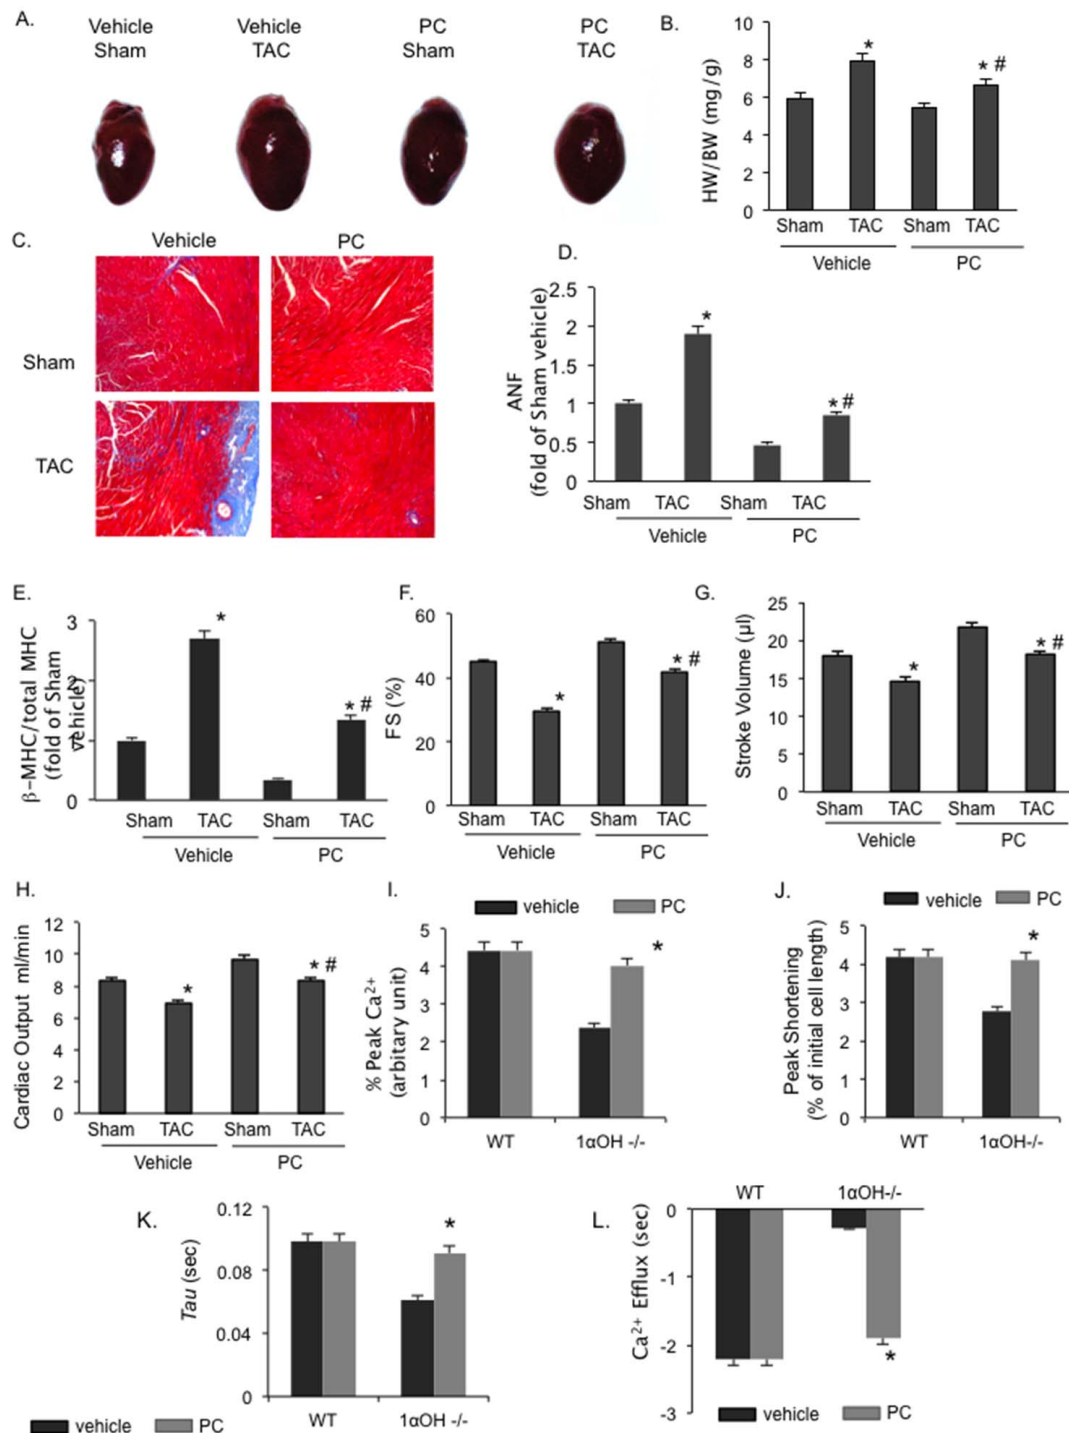 A.
Vehicle
Sham
Vehicle
TAC
PC
Sham
PC
TAC
B.
HW/BW (mg/g)
10
8
6
4
2
0
*
* #
Sham TAC Sham TAC
Vehicle PC
C.
Vehicle PC
Sham
TAC
D.
ANF
(fold of Sham vehicle)
2.5
2
1.5
1
0.5
0
*
*#
Sham TAC Sham TAC
Vehicle PC
E.
β-MHC/total MHC
(fold of Sham
vehicle)
3
2
1
0
*
*#
Sham TAC Sham TAC
Vehicle PC
F.
FS (%)
60
40
20
0
*
* #
Sham TAC Sham TAC
Vehicle PC
G.
Stroke Volume (µl)
25
20
15
10
5
0
*
* #
Sham TAC Sham TAC
Vehicle PC
H.
Cardiac Output ml/min
12
10
8
6
4
2
0
*
* #
Sham TAC Sham TAC
Vehicle PC
I.
vehicle PC
% Peak Ca²⁺
(arbitary unit)
5
4
3
2
1
0
*
WT 1αOH -/-
J.
vehicle PC
Peak Shortening
(% of initial cell length)
5
4
3
2
1
0
*
WT 1αOH-/-
K.
Tau (sec)
0.12
0.08
0.04
0
*
WT 1αOH -/-
vehicle PC
L.
WT 1αOH-/-
Ca²⁺ Efflux (sec)
0
-1
-2
-3
*
vehicle PC